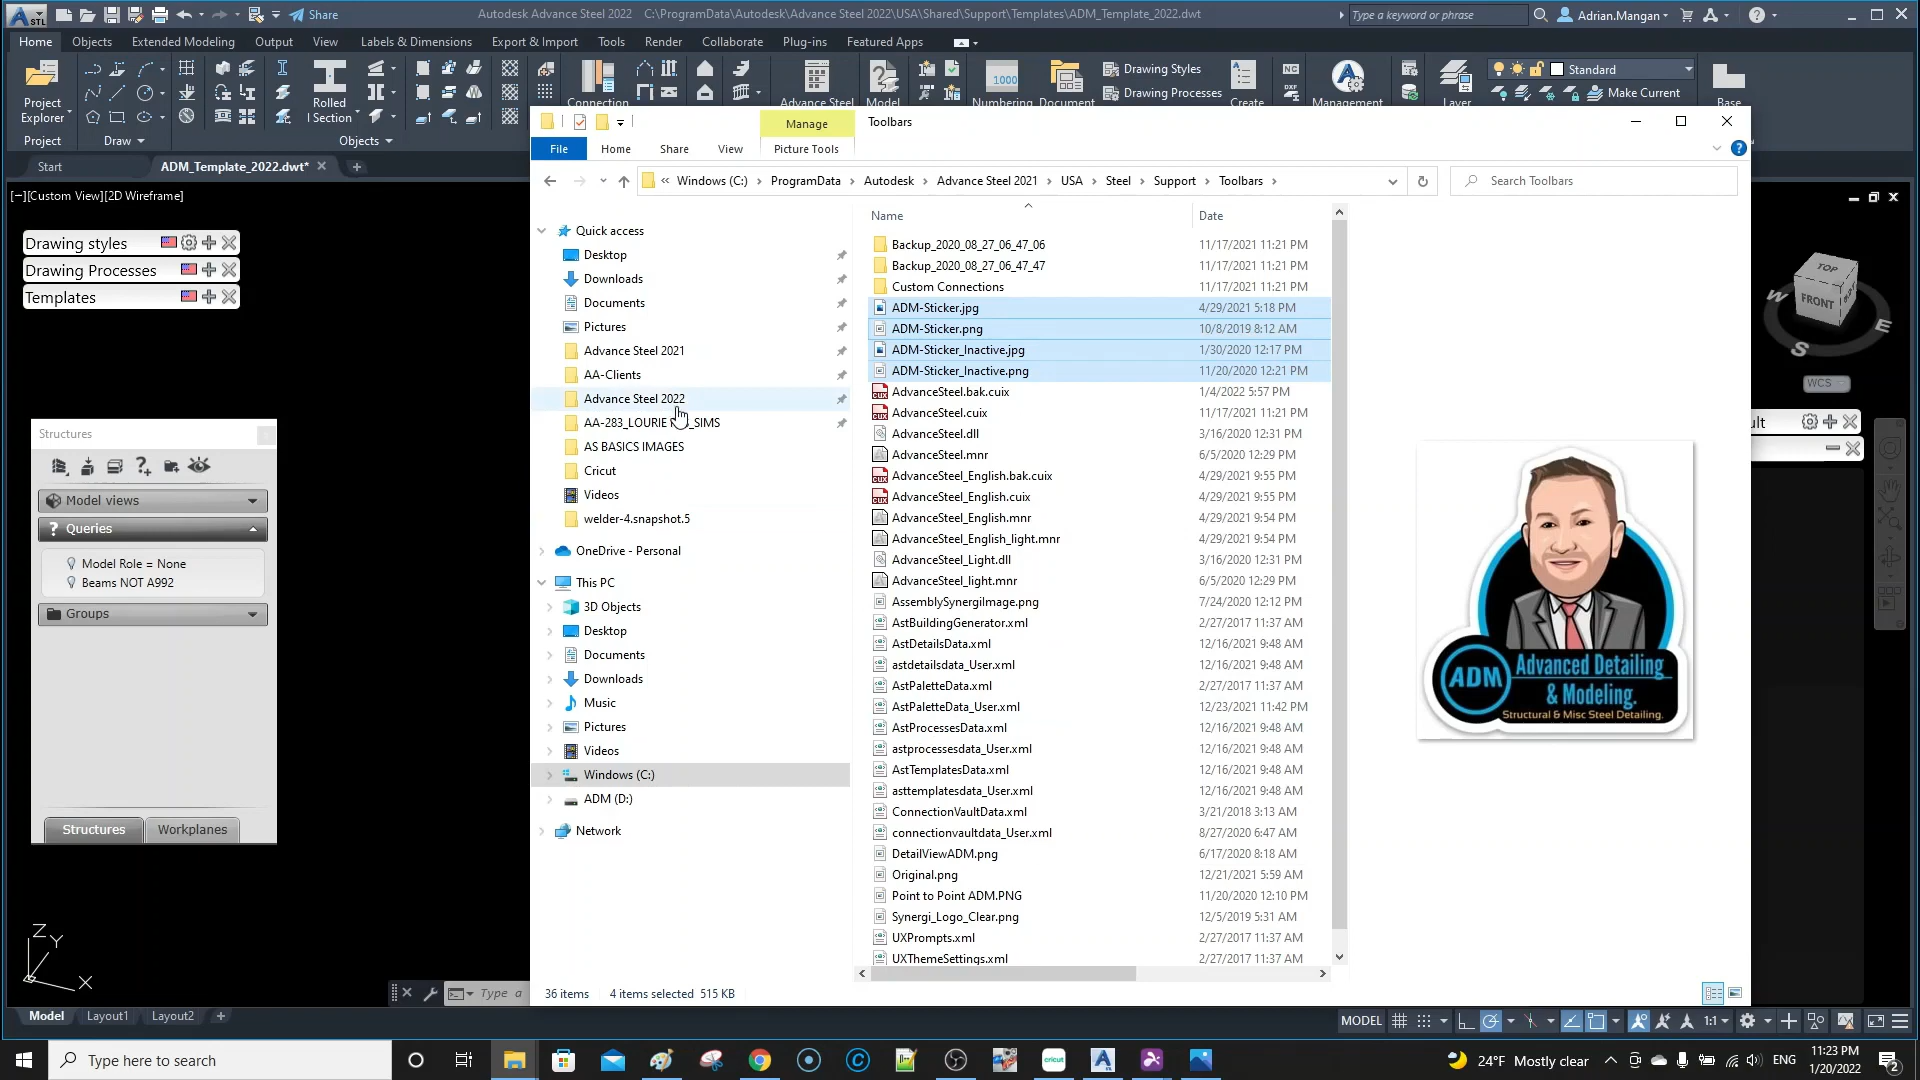 Share
Autodesk Advance Steel 2022    C:\ProgramData\Autodesk\Advance Steel 2022\USA\Shared\Support\Templates\ADM_Template_2022.dwt
Type a keyword or phrase
Adrian.Mangan
Home
Objects
Extended Modeling
Output
View
Labels & Dimensions
Export & Import
Tools
Render
Collaborate
Plug-ins
Featured Apps
Project
Explorer
Rolled
I Section
Connection
Advance Steel
Model
1000
Numbering
Document
Drawing Styles
Drawing Processes
Create
NC
DXF
Management
Layer
Standard
Make Current
Base
Project
Draw
Objects
Start
ADM_Template_2022.dwt*
[−][Custom View][2D Wireframe]
Drawing styles
Drawing Processes
Templates
Structures
Model views
Queries
Model Role = None
Beams NOT A992
Groups
Structures
Workplanes
Z
Y
X
Type a
Model
Layout1
Layout2
Manage
Toolbars
File
Home
Share
View
Picture Tools
« Windows (C:) > ProgramData > Autodesk > Advance Steel 2021 > USA > Steel > Support > Toolbars >
Search Toolbars
Quick access
Desktop
Downloads
Documents
Pictures
Advance Steel 2021
AA-Clients
Advance Steel 2022
AA-283_LOURIE
_SIMS
AS BASICS IMAGES
Cricut
Videos
welder-4.snapshot.5
OneDrive - Personal
This PC
3D Objects
Desktop
Documents
Downloads
Music
Pictures
Videos
Windows (C:)
ADM (D:)
Network
Name
Date
Backup_2020_08_27_06_47_06 11/17/2021 11:21 PM
Backup_2020_08_27_06_47_47 11/17/2021 11:21 PM
Custom Connections 11/17/2021 11:21 PM
ADM-Sticker.jpg 4/29/2021 5:18 PM
ADM-Sticker.png 10/8/2019 8:12 AM
ADM-Sticker_Inactive.jpg 1/30/2020 12:17 PM
ADM-Sticker_Inactive.png 11/20/2020 12:21 PM
AdvanceSteel.bak.cuix 1/4/2022 5:57 PM
AdvanceSteel.cuix 11/17/2021 11:21 PM
AdvanceSteel.dll 3/16/2020 12:31 PM
AdvanceSteel.mnr 6/5/2020 12:29 PM
AdvanceSteel_English.bak.cuix 4/29/2021 9:55 PM
AdvanceSteel_English.cuix 4/29/2021 9:55 PM
AdvanceSteel_English.mnr 4/29/2021 9:54 PM
AdvanceSteel_English_light.mnr 4/29/2021 9:54 PM
AdvanceSteel_Light.dll 3/16/2020 12:31 PM
AdvanceSteel_light.mnr 6/5/2020 12:29 PM
AssemblySynergiImage.png 7/24/2020 12:12 PM
AstBuildingGenerator.xml 2/27/2017 11:37 AM
AstDetailsData.xml 12/16/2021 9:48 AM
astdetailsdata_User.xml 12/16/2021 9:48 AM
AstPaletteData.xml 2/27/2017 11:37 AM
AstPaletteData_User.xml 12/23/2021 11:42 PM
AstProcessesData.xml 12/16/2021 9:48 AM
astprocessesdata_User.xml 12/16/2021 9:48 AM
AstTemplatesData.xml 12/16/2021 9:48 AM
asttemplatesdata_User.xml 12/16/2021 9:48 AM
ConnectionVaultData.xml 3/21/2018 3:13 AM
connectionvaultdata_User.xml 8/27/2020 6:47 AM
DetailViewADM.png 6/17/2020 8:18 AM
Original.png 12/21/2021 5:59 AM
Point to Point ADM.PNG 11/20/2020 12:10 PM
Synergi_Logo_Clear.png 12/5/2019 5:31 AM
UXPrompts.xml 2/27/2017 11:37 AM
UXThemeSettings.xml 2/27/2017 11:37 AM
36 items
4 items selected 515 KB
ADM
Advanced Detailing
& Modeling.
Structural & Misc Steel Detailing.
TOP
FRONT
W
S
E
WCS
ult
MODEL
1:1
Type here to search
cricut
24°F Mostly clear
ENG
11:23 PM
1/20/2022
2